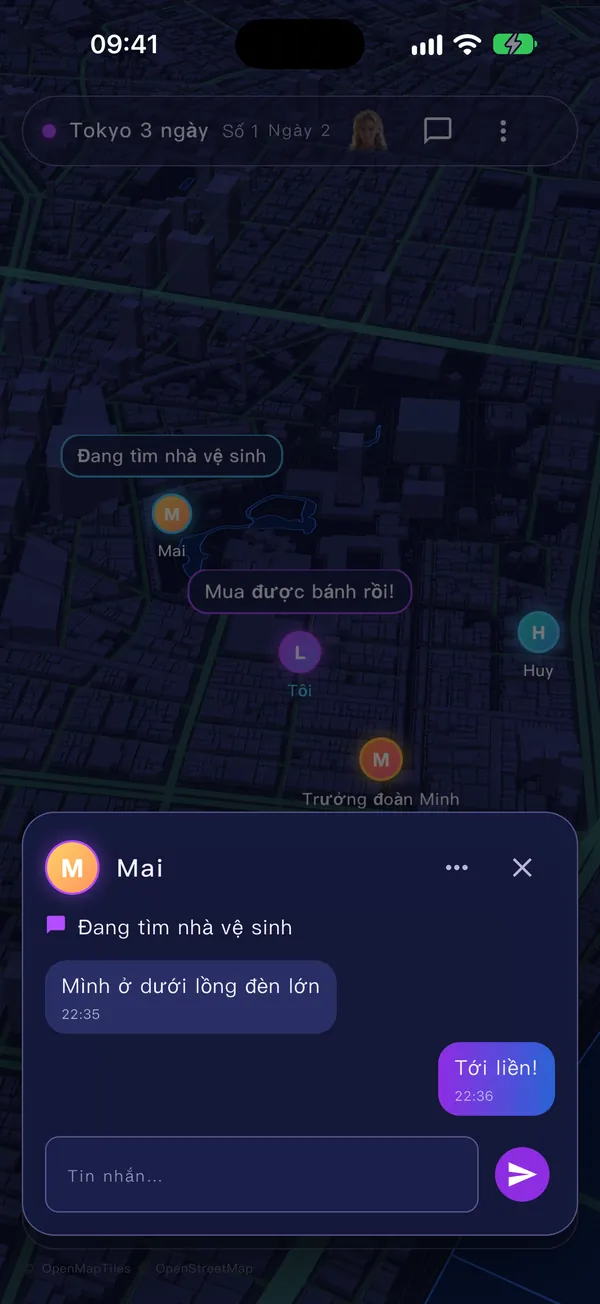 09:41
Tokyo 3 ngày Số 1 Ngày 2
Đang tìm nhà vệ sinh
M
Mai
Mua được bánh rồi!
L
Tôi
H
Huy
M
Trưởng đoàn Minh
M Mai
Đang tìm nhà vệ sinh
Mình ở dưới lồng đèn lớn
22:35
Tới liền!
22:36
Tin nhắn...
© OpenMapTiles © OpenStreetMap